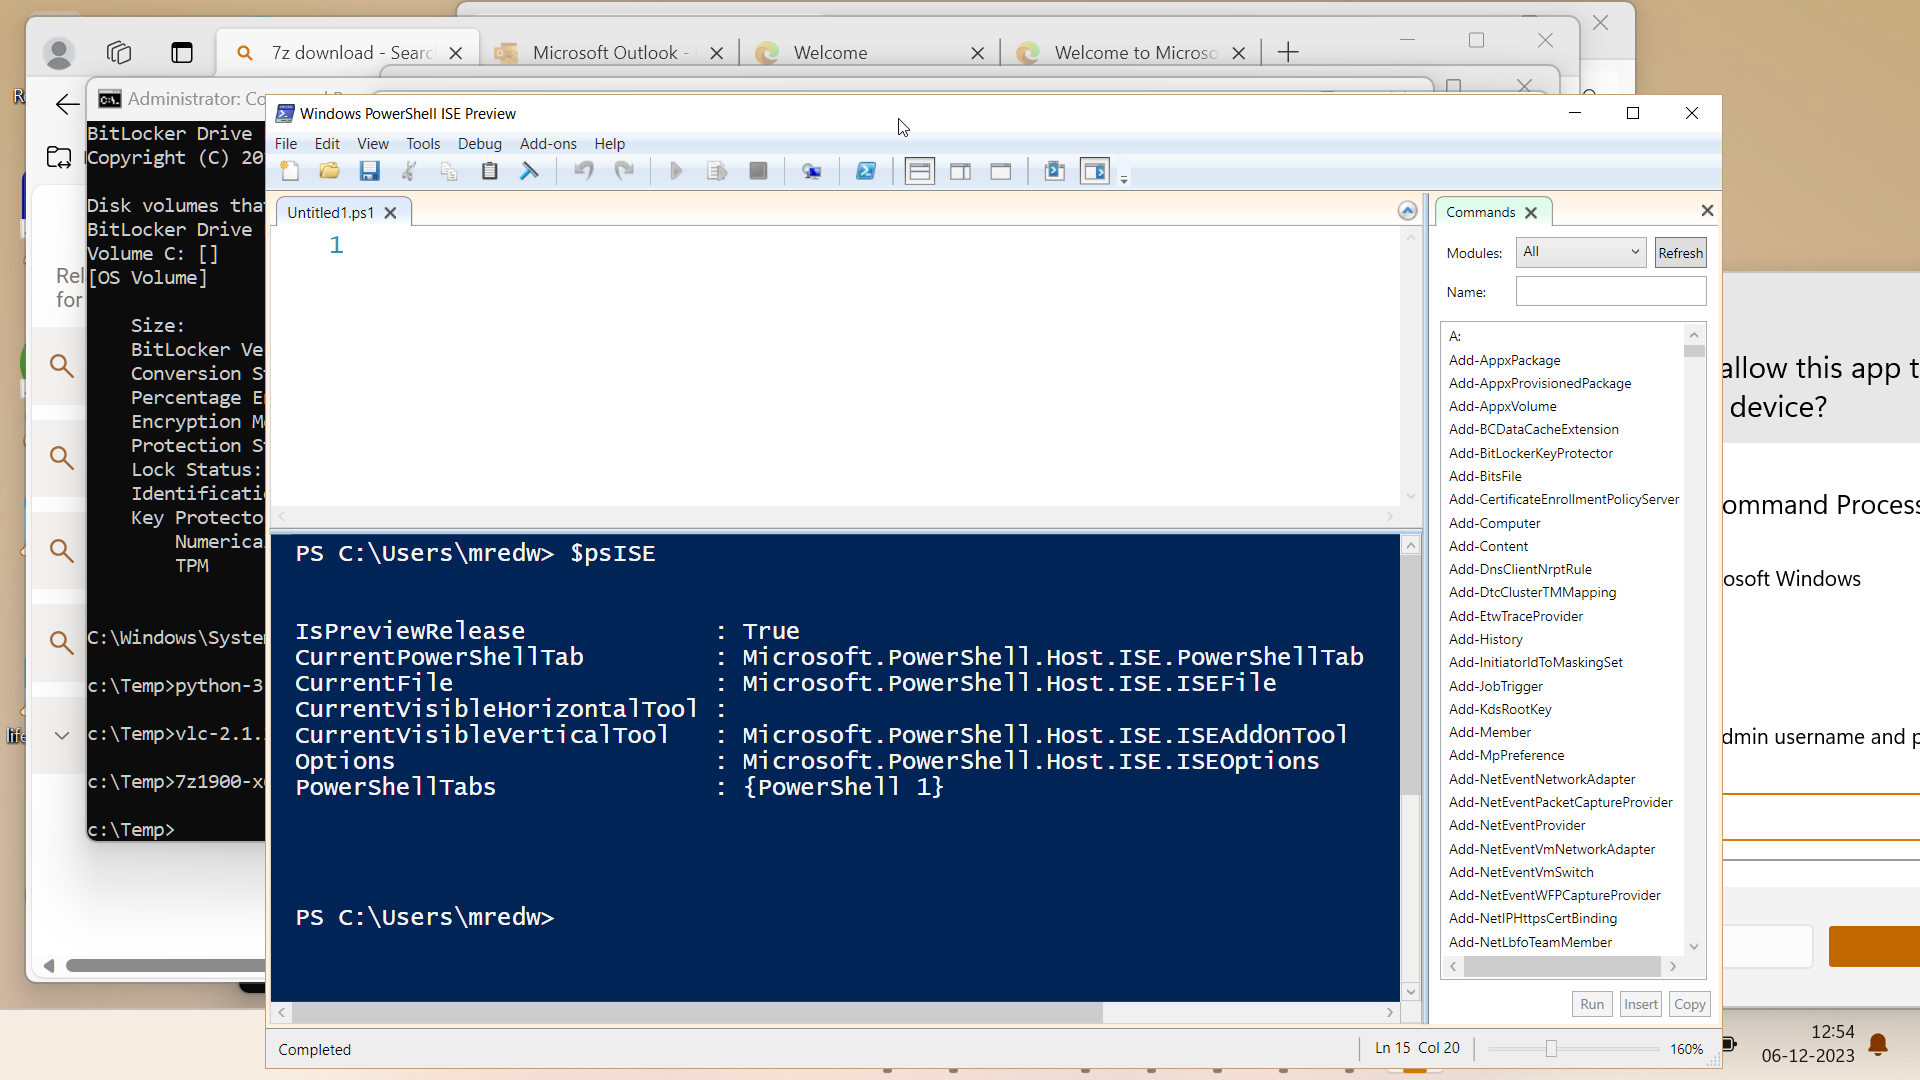 7z download - Searc
Microsoft Outlook -
Welcome
Welcome to Microso
Administrator: Co
Windows PowerShell ISE Preview
File Edit View Tools Debug Add-ons Help
Untitled1.ps1
1
PS C:\Users\mredw> $psISE
IsPreviewRelease : True
CurrentPowerShellTab : Microsoft.PowerShell.Host.ISE.PowerShellTab
CurrentFile : Microsoft.PowerShell.Host.ISE.ISEFile
CurrentVisibleHorizontalTool :
CurrentVisibleVerticalTool : Microsoft.PowerShell.Host.ISE.ISEAddOnTool
Options : Microsoft.PowerShell.Host.ISE.ISEOptions
PowerShellTabs : {PowerShell 1}
PS C:\Users\mredw>
Completed
Ln 15 Col 20
160%
Commands
Modules: All Refresh
Name:
A:
Add-AppxPackage
Add-AppxProvisionedPackage
Add-AppxVolume
Add-BCDataCacheExtension
Add-BitLockerKeyProtector
Add-BitsFile
Add-CertificateEnrollmentPolicyServer
Add-Computer
Add-Content
Add-DnsClientNrptRule
Add-DtcClusterTMMapping
Add-EtwTraceProvider
Add-History
Add-InitiatorIdToMaskingSet
Add-JobTrigger
Add-KdsRootKey
Add-Member
Add-MpPreference
Add-NetEventNetworkAdapter
Add-NetEventPacketCaptureProvider
Add-NetEventProvider
Add-NetEventVmNetworkAdapter
Add-NetEventVmSwitch
Add-NetEventWFPCaptureProvider
Add-NetIPHttpsCertBinding
Add-NetLbfoTeamMember
Run Insert Copy
BitLocker Drive
Copyright (C) 20
Disk volumes tha
BitLocker Drive
Volume C: []
[OS Volume]
Size:
BitLocker Ve
Conversion S
Percentage E
Encryption M
Protection S
Lock Status:
Identificati
Key Protecto
Numerica
TPM
C:\Windows\Syste
c:\Temp>python-3
c:\Temp>vlc-2.1.
c:\Temp>7z1900-x
c:\Temp>
Rel
for
life
allow this app t
device?
ommand Process
osoft Windows
dmin username and p
12:54
06-12-2023